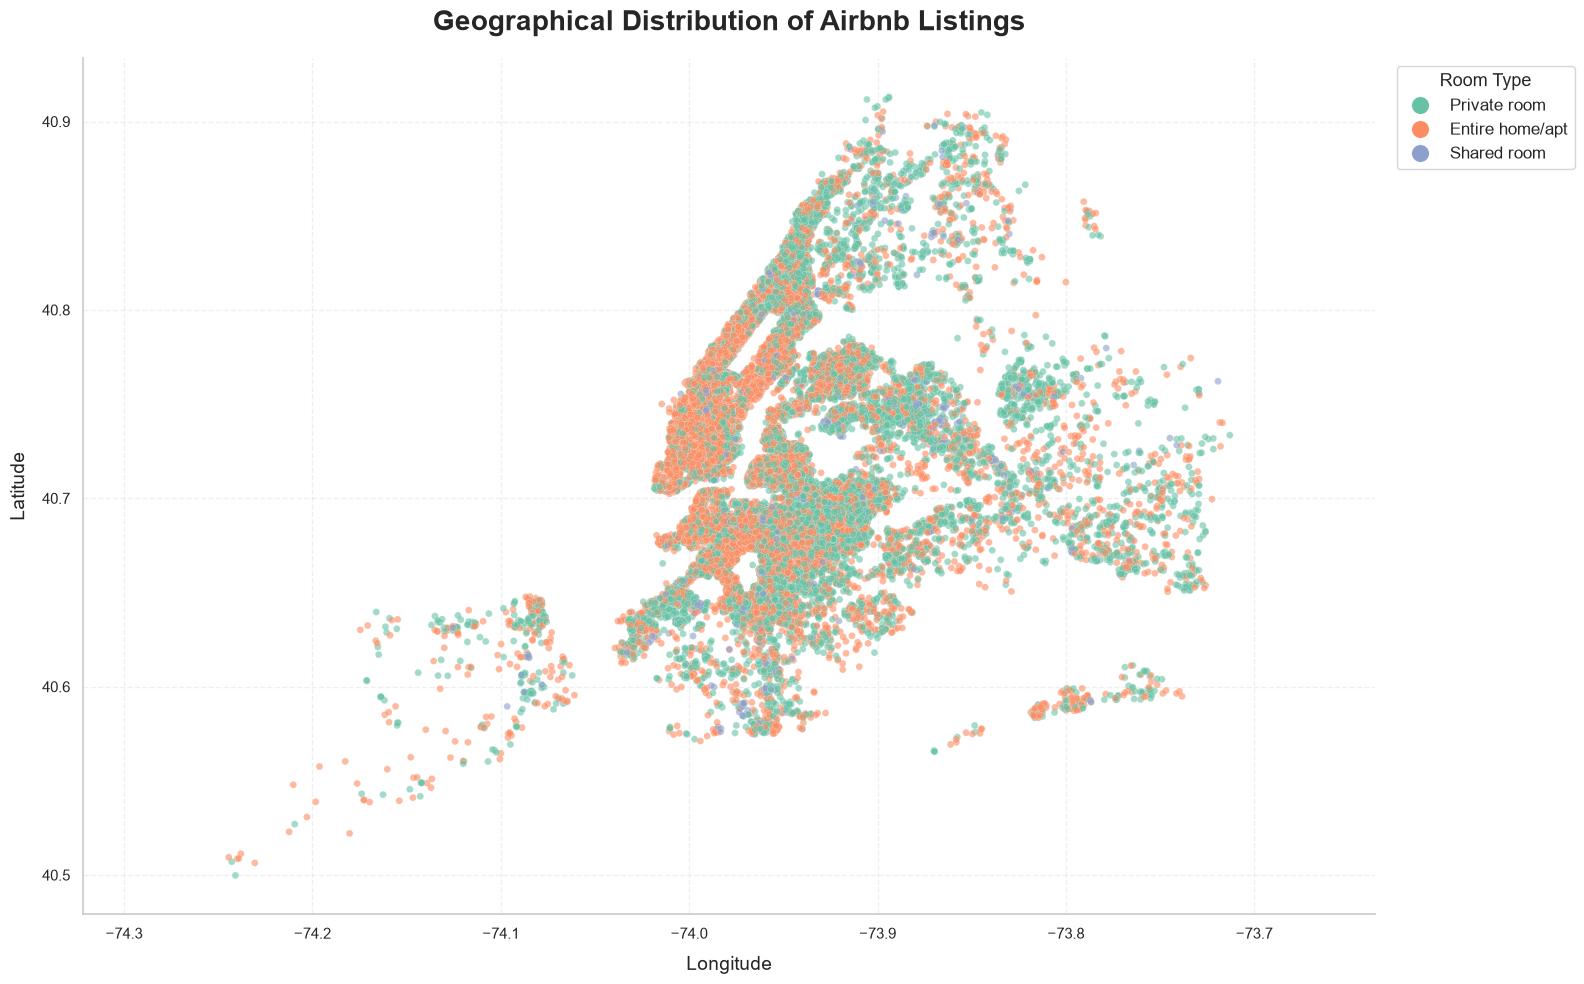 Geographical Distribution of Airbnb Listings
Room Type
Private room
Entire home/apt
Shared room
Latitude
40.9
40.8
40.7
40.6
40.5
−74.3 −74.2 −74.1 −74.0 −73.9 −73.8 −73.7
Longitude